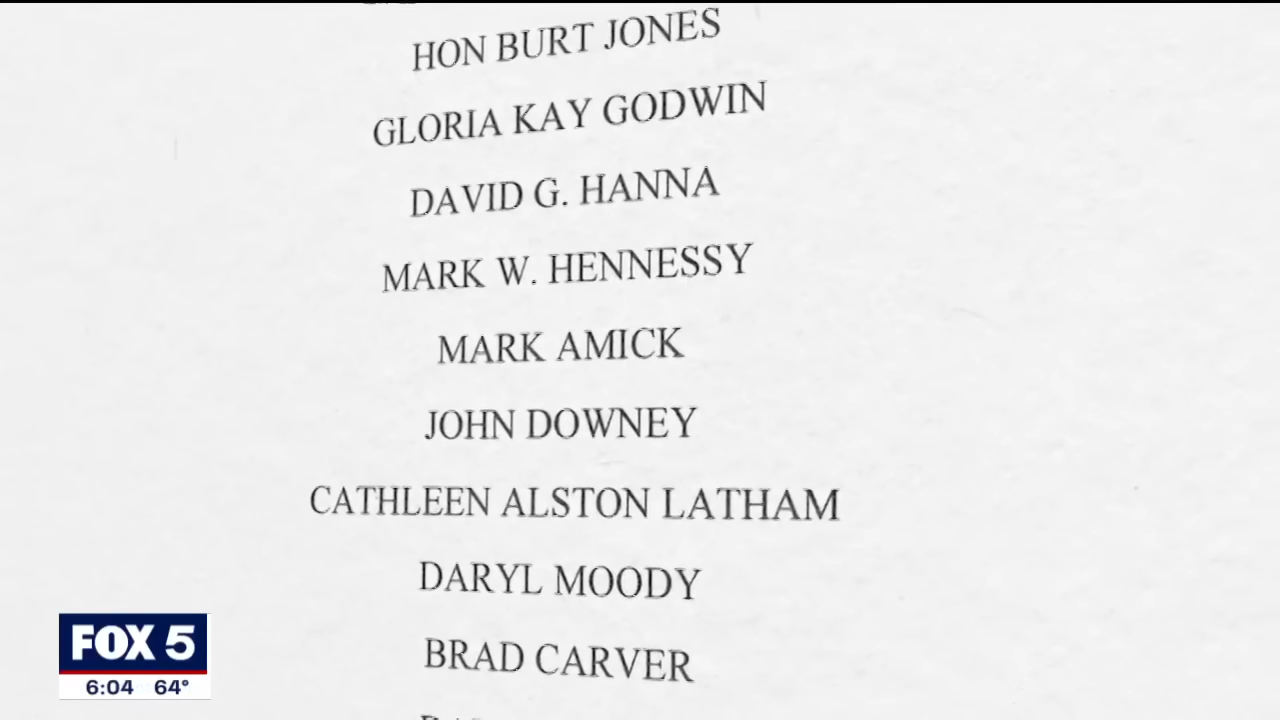 HON BURT JONES
GLORIA KAY GODWIN
DAVID G. HANNA
MARK W. HENNESSY
MARK AMICK
JOHN DOWNEY
CATHLEEN ALSTON LATHAM
DARYL MOODY
BRAD CARVER
FOX 5
6:04 64°